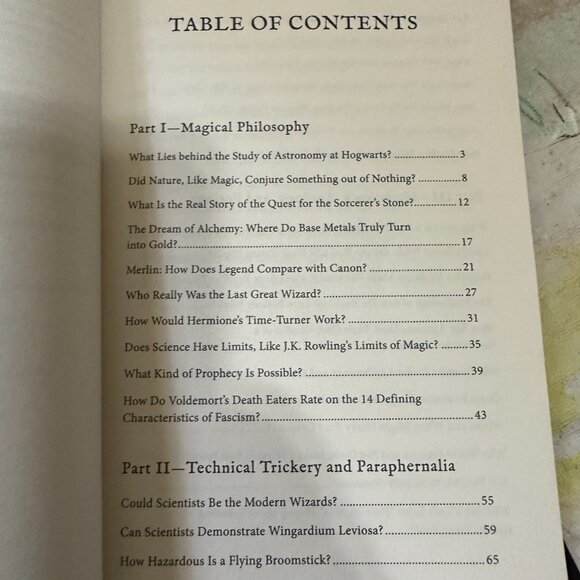 TABLE OF CONTENTS
Part I—Magical Philosophy
What Lies behind the Study of Astronomy at Hogwarts? ........................3
Did Nature, Like Magic, Conjure Something out of Nothing? ..............8
What Is the Real Story of the Quest for the Sorcerer's Stone?..............12
The Dream of Alchemy: Where Do Base Metals Truly Turn
into Gold?...............................................................................................17
Merlin: How Does Legend Compare with Canon? ................................21
Who Really Was the Last Great Wizard? ...............................................27
How Would Hermione's Time-Turner Work? ........................................31
Does Science Have Limits, Like J.K. Rowling's Limits of Magic? .........35
What Kind of Prophecy Is Possible? .......................................................39
How Do Voldemort's Death Eaters Rate on the 14 Defining
Characteristics of Fascism?.....................................................................43
Part II—Technical Trickery and Paraphernalia
Could Scientists Be the Modern Wizards? ..............................................55
Can Scientists Demonstrate Wingardium Leviosa? ................................59
How Hazardous Is a Flying Broomstick? ................................................65